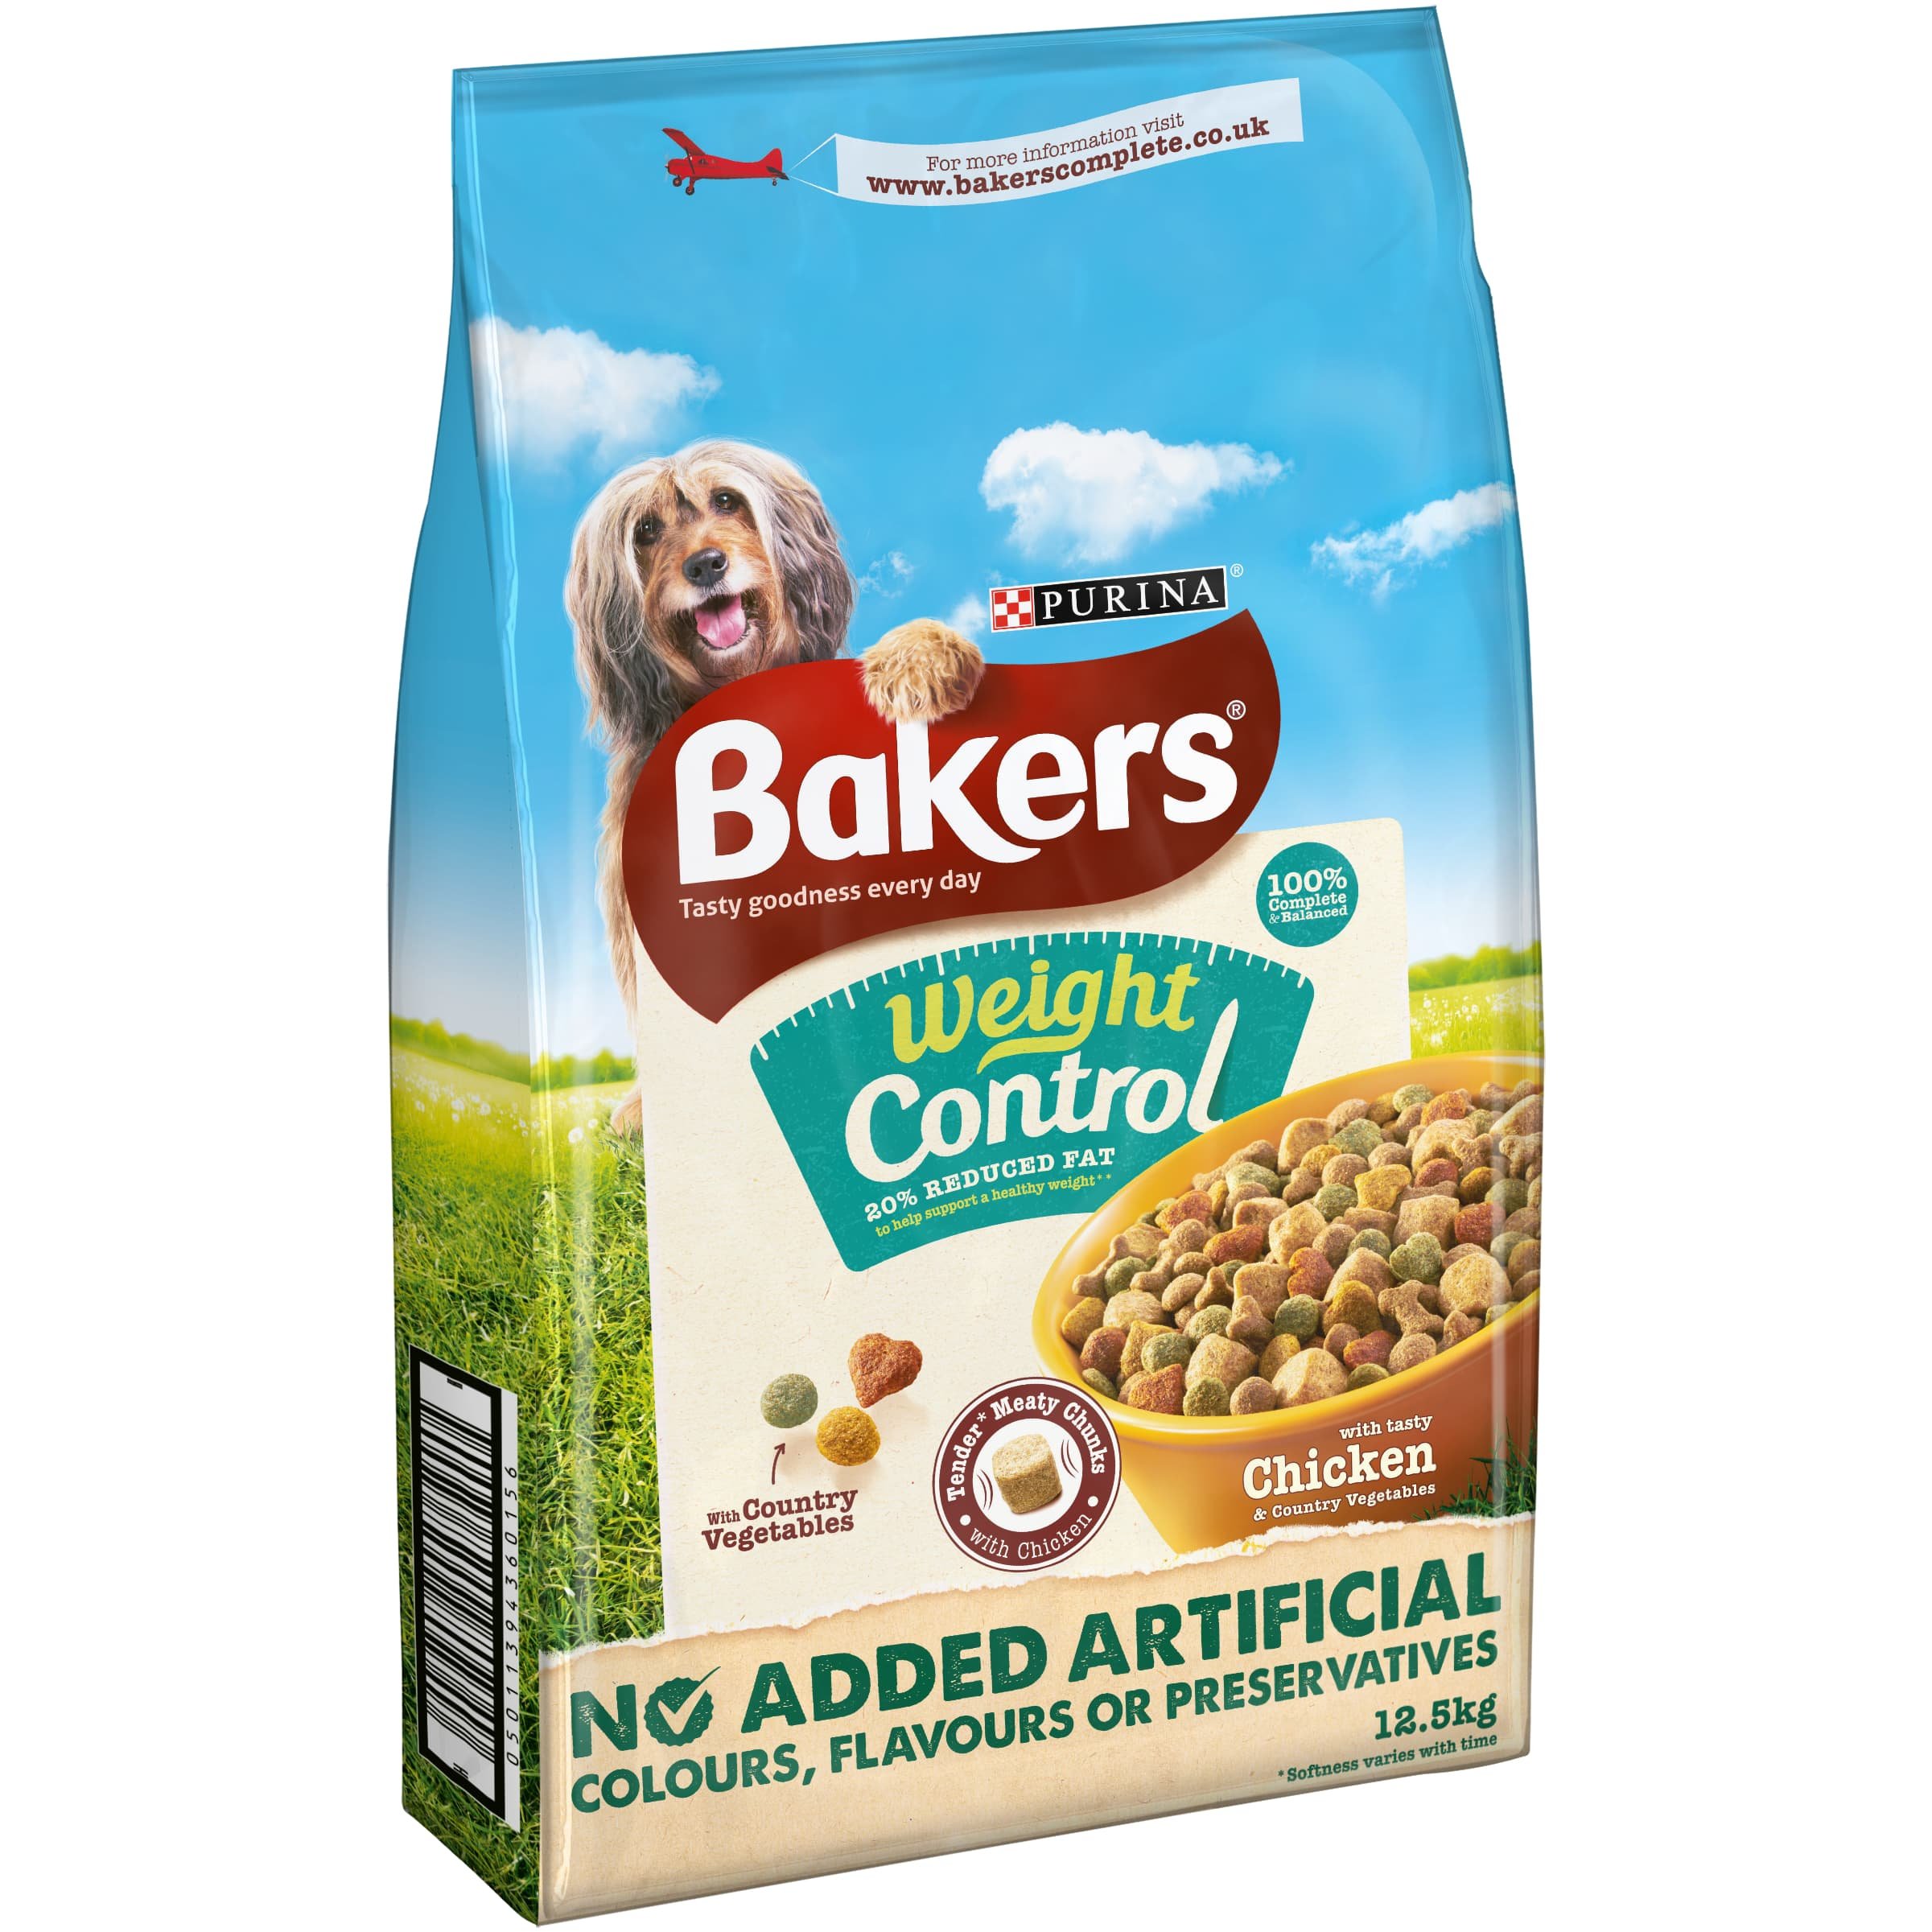 For more information visit
www.bakerscomplete.co.uk
PURINA®
Bakers®
Tasty goodness every day
100%
Complete
& Balanced
Weight
Control
20% REDUCED FAT
to help support a healthy weight**
Tender* Meaty Chunks
• with Chicken •
With Country
Vegetables
with tasty
Chicken
& Country Vegetables
NO ADDED ARTIFICIAL
COLOURS, FLAVOURS OR PRESERVATIVES
12.5kg
*Softness varies with time
05011394360156